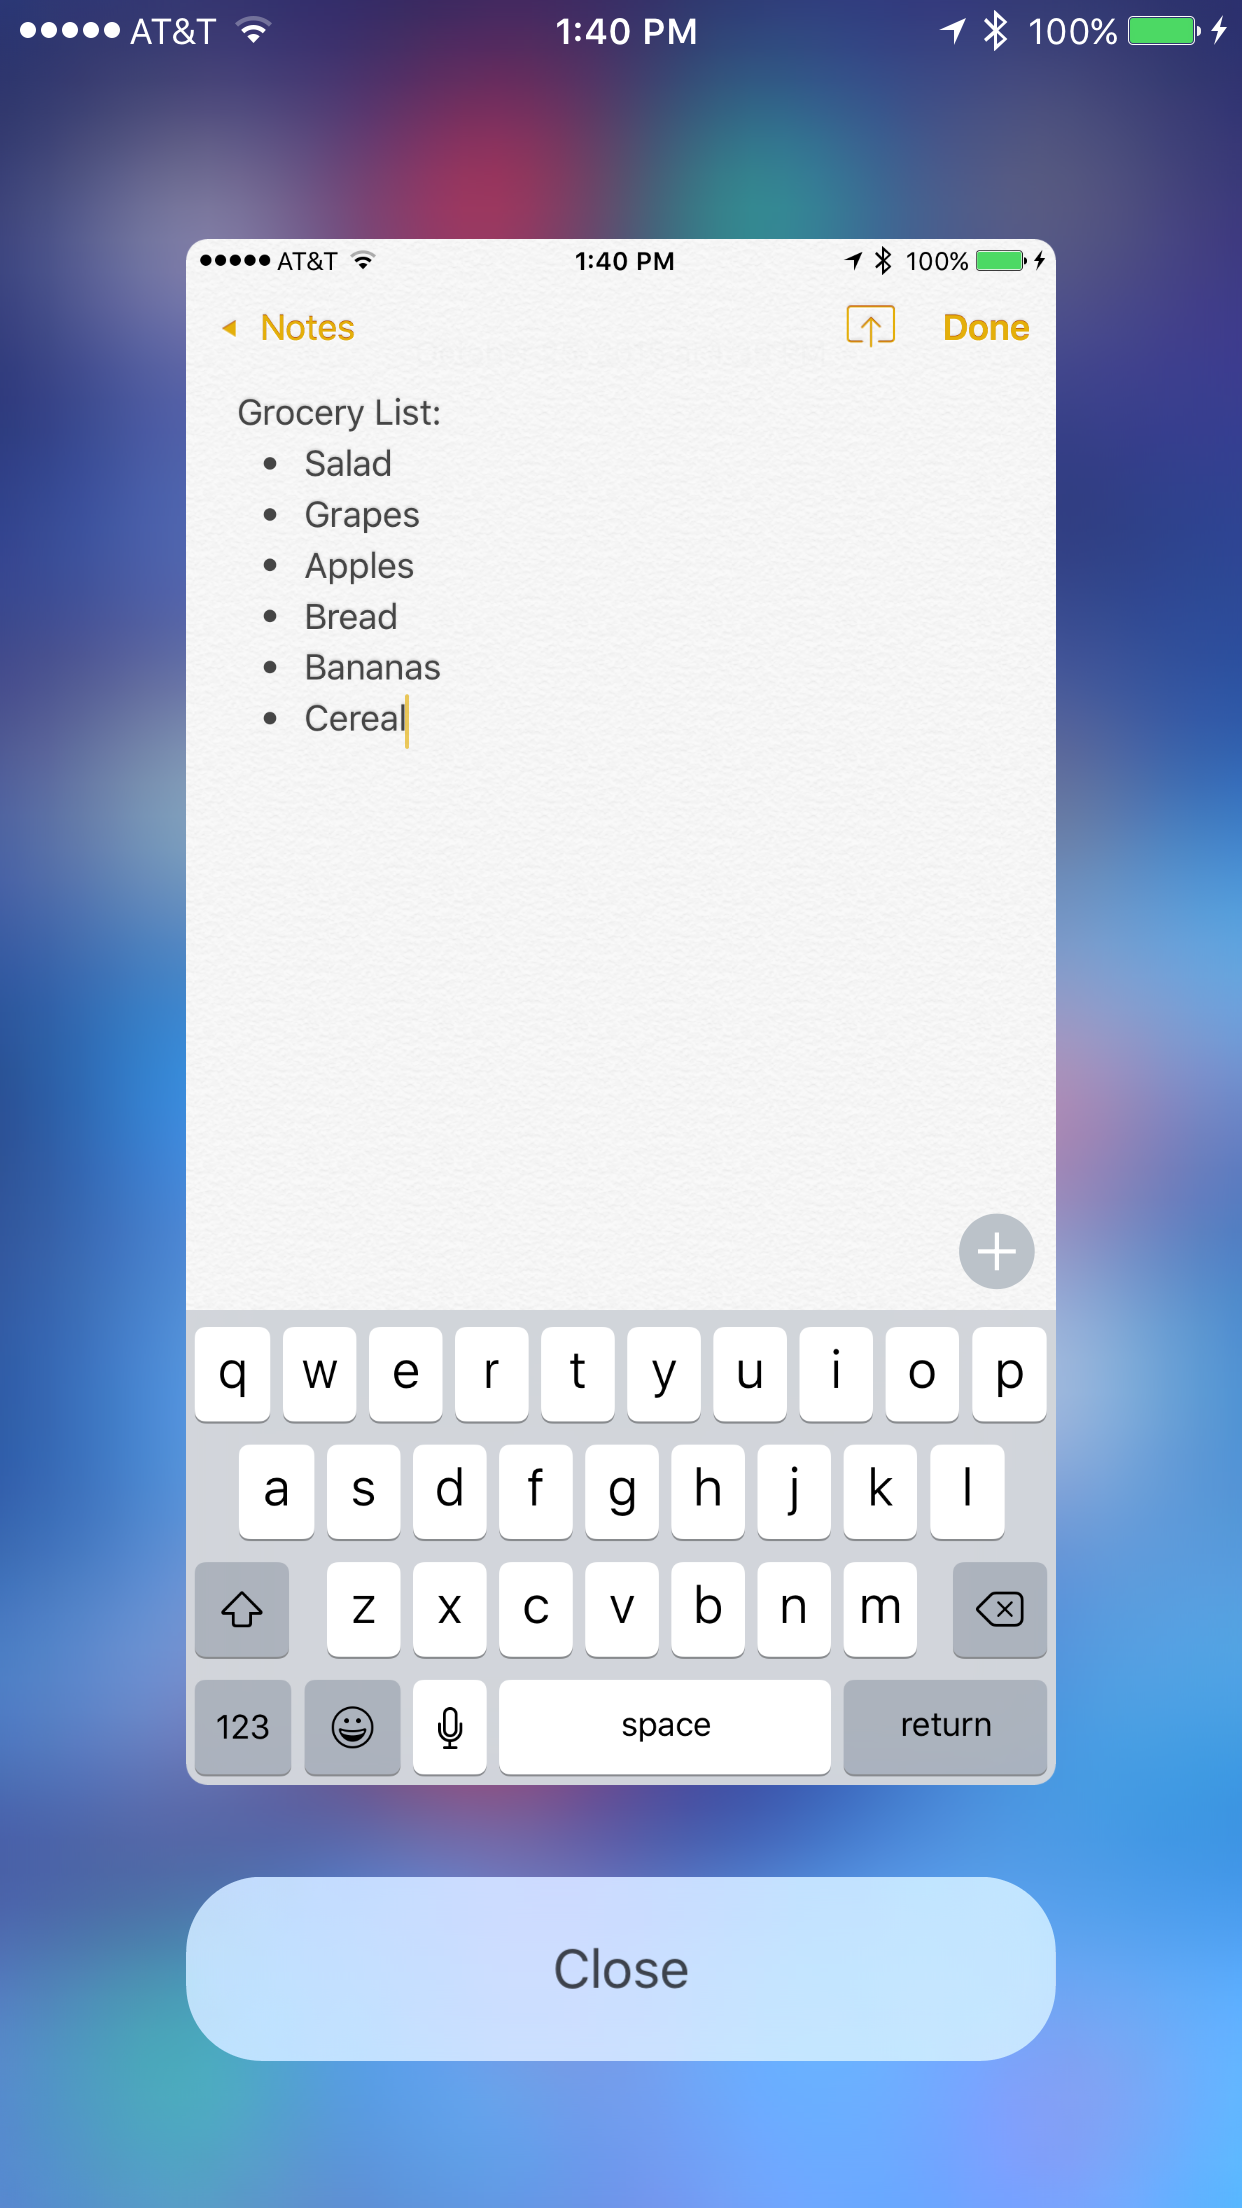 AT&T 1:40 PM 100%
AT&T 1:40 PM 100%
Notes Done
Grocery List:
• Salad
• Grapes
• Apples
• Bread
• Bananas
• Cereal
q w e r t y u i o p
a s d f g h j k l
z x c v b n m
123 space return
Close